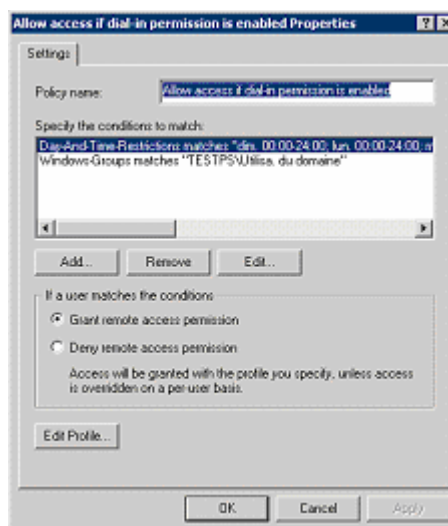 Allow access if dial-in permission is enabled Properties
Settings
Policy name: Allow access if dial-in permission is enabled
Specify the conditions to match:
Day-And-Time-Restrictions matches "dim. 00:00-24:00; lun. 00:00-24:00; m
Windows-Groups matches "TESTPS\Utilisa. du domaine"
Add... Remove Edit...
If a user matches the conditions
Grant remote access permission
Deny remote access permission
Access will be granted with the profile you specify, unless access
is overridden on a per-user basis.
Edit Profile...
OK Cancel Apply